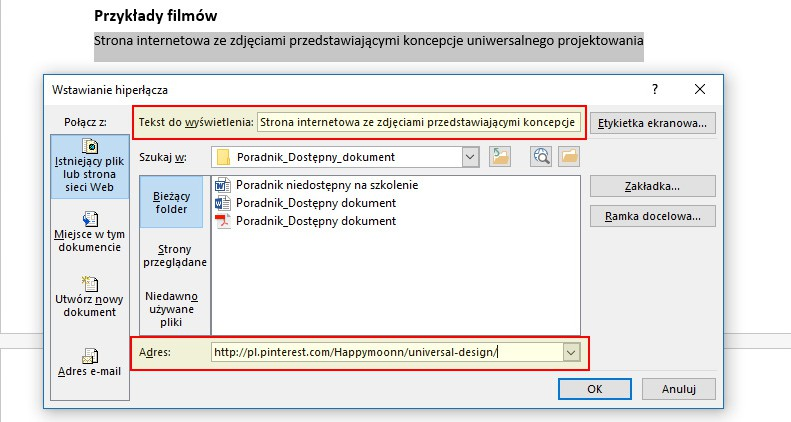 Przykłady filmów
Strona internetowa ze zdjęciami przedstawiającymi koncepcje uniwersalnego projektowania
Wstawianie hiperłącza
?
Połącz z:
Tekst do wyświetlenia: Strona internetowa ze zdjęciami przedstawiającymi koncepcje
Etykietka ekranowa...
Istniejący plik
lub strona
sieci Web
Szukaj w:
Poradnik_Dostępny_dokument
Bieżący
folder
Poradnik niedostępny na szkolenie
Poradnik_Dostępny dokument
Poradnik_Dostępny dokument
Zakładka...
Ramka docelowa...
Miejsce w tym
dokumencie
Strony
przeglądane
Utwórz nowy
dokument
Niedawno
używane
pliki
Adres e-mail
Adres:
http://pl.pinterest.com/Happymoonn/universal-design/
OK
Anuluj